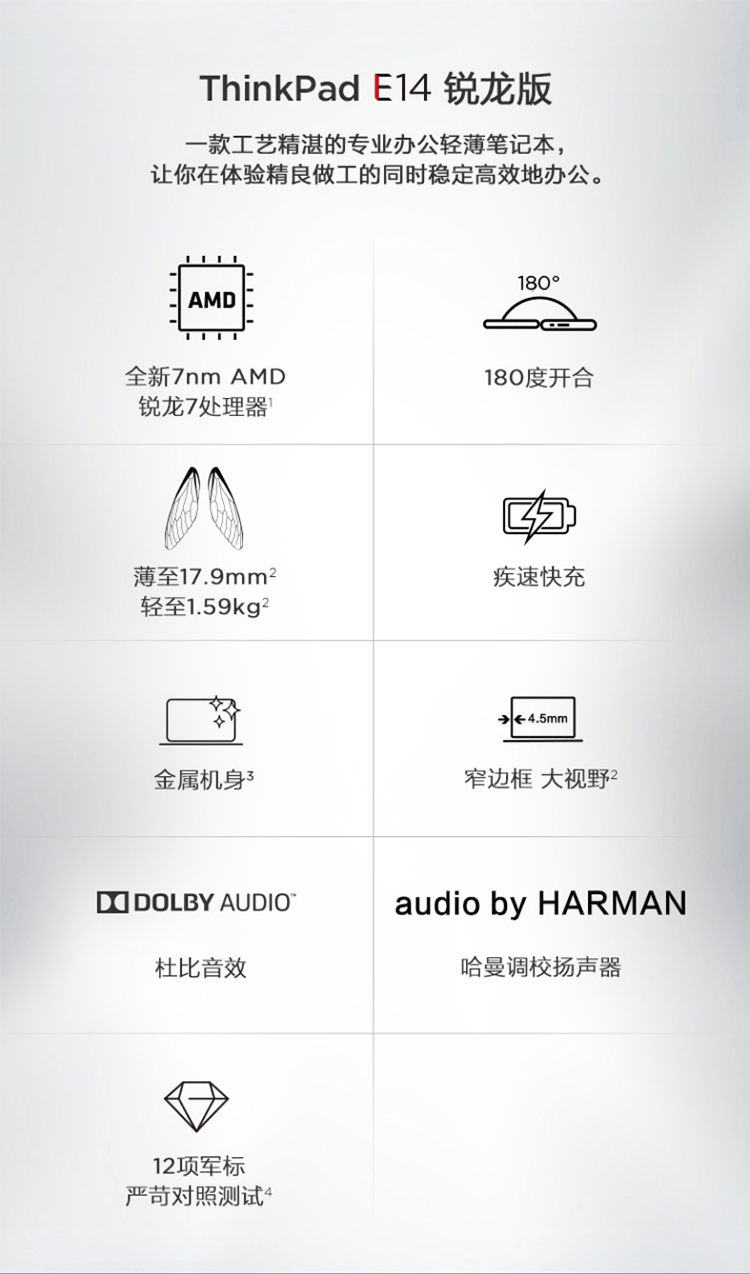 ThinkPad E14 锐龙版
一款工艺精湛的专业办公轻薄笔记本，
让你在体验精良做工的同时稳定高效地办公。
AMD
全新7nm AMD
锐龙7处理器1
180°
180度开合
薄至17.9mm2
轻至1.59kg2
疾速快充
金属机身3
4.5mm
窄边框 大视野2
DOLBY AUDIO™
杜比音效
audio by HARMAN
哈曼调校扬声器
12项军标
严苛对照测试4